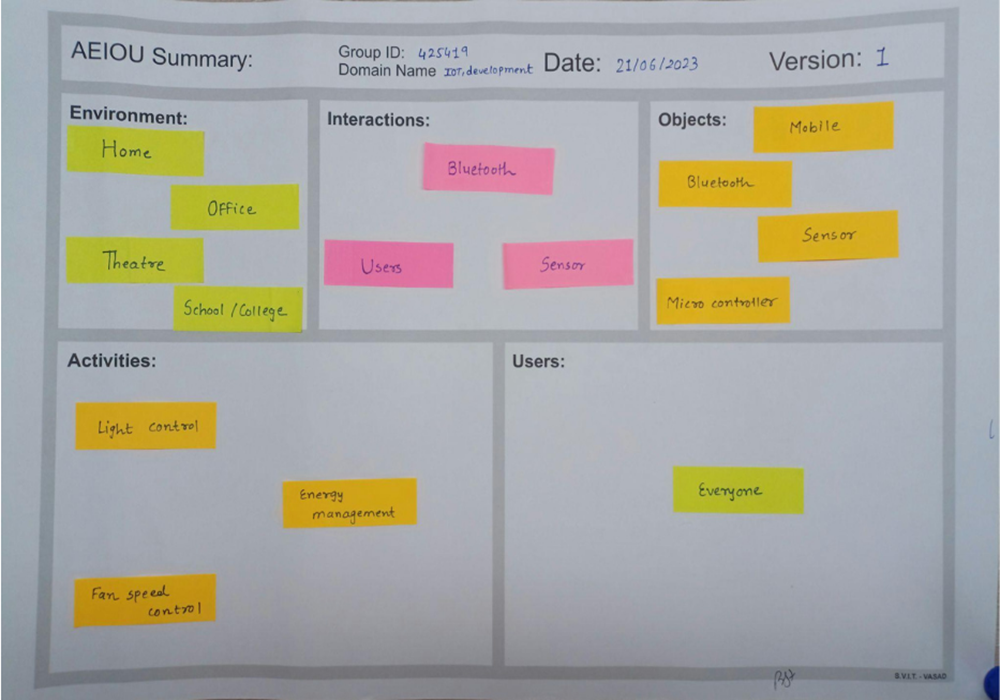 AEIOU Summary:
Group ID: 425419
Domain Name IOT, development
Date: 21/06/2023
Version: 1
Environment:
Home
Office
Theatre
School / College
Interactions:
Bluetooth
Users
Sensor
Objects:
Mobile
Bluetooth
Sensor
Micro controller
Activities:
Light control
Energy
management
Fan speed
control
Users:
Everyone
B.V.I.T. - VASAD